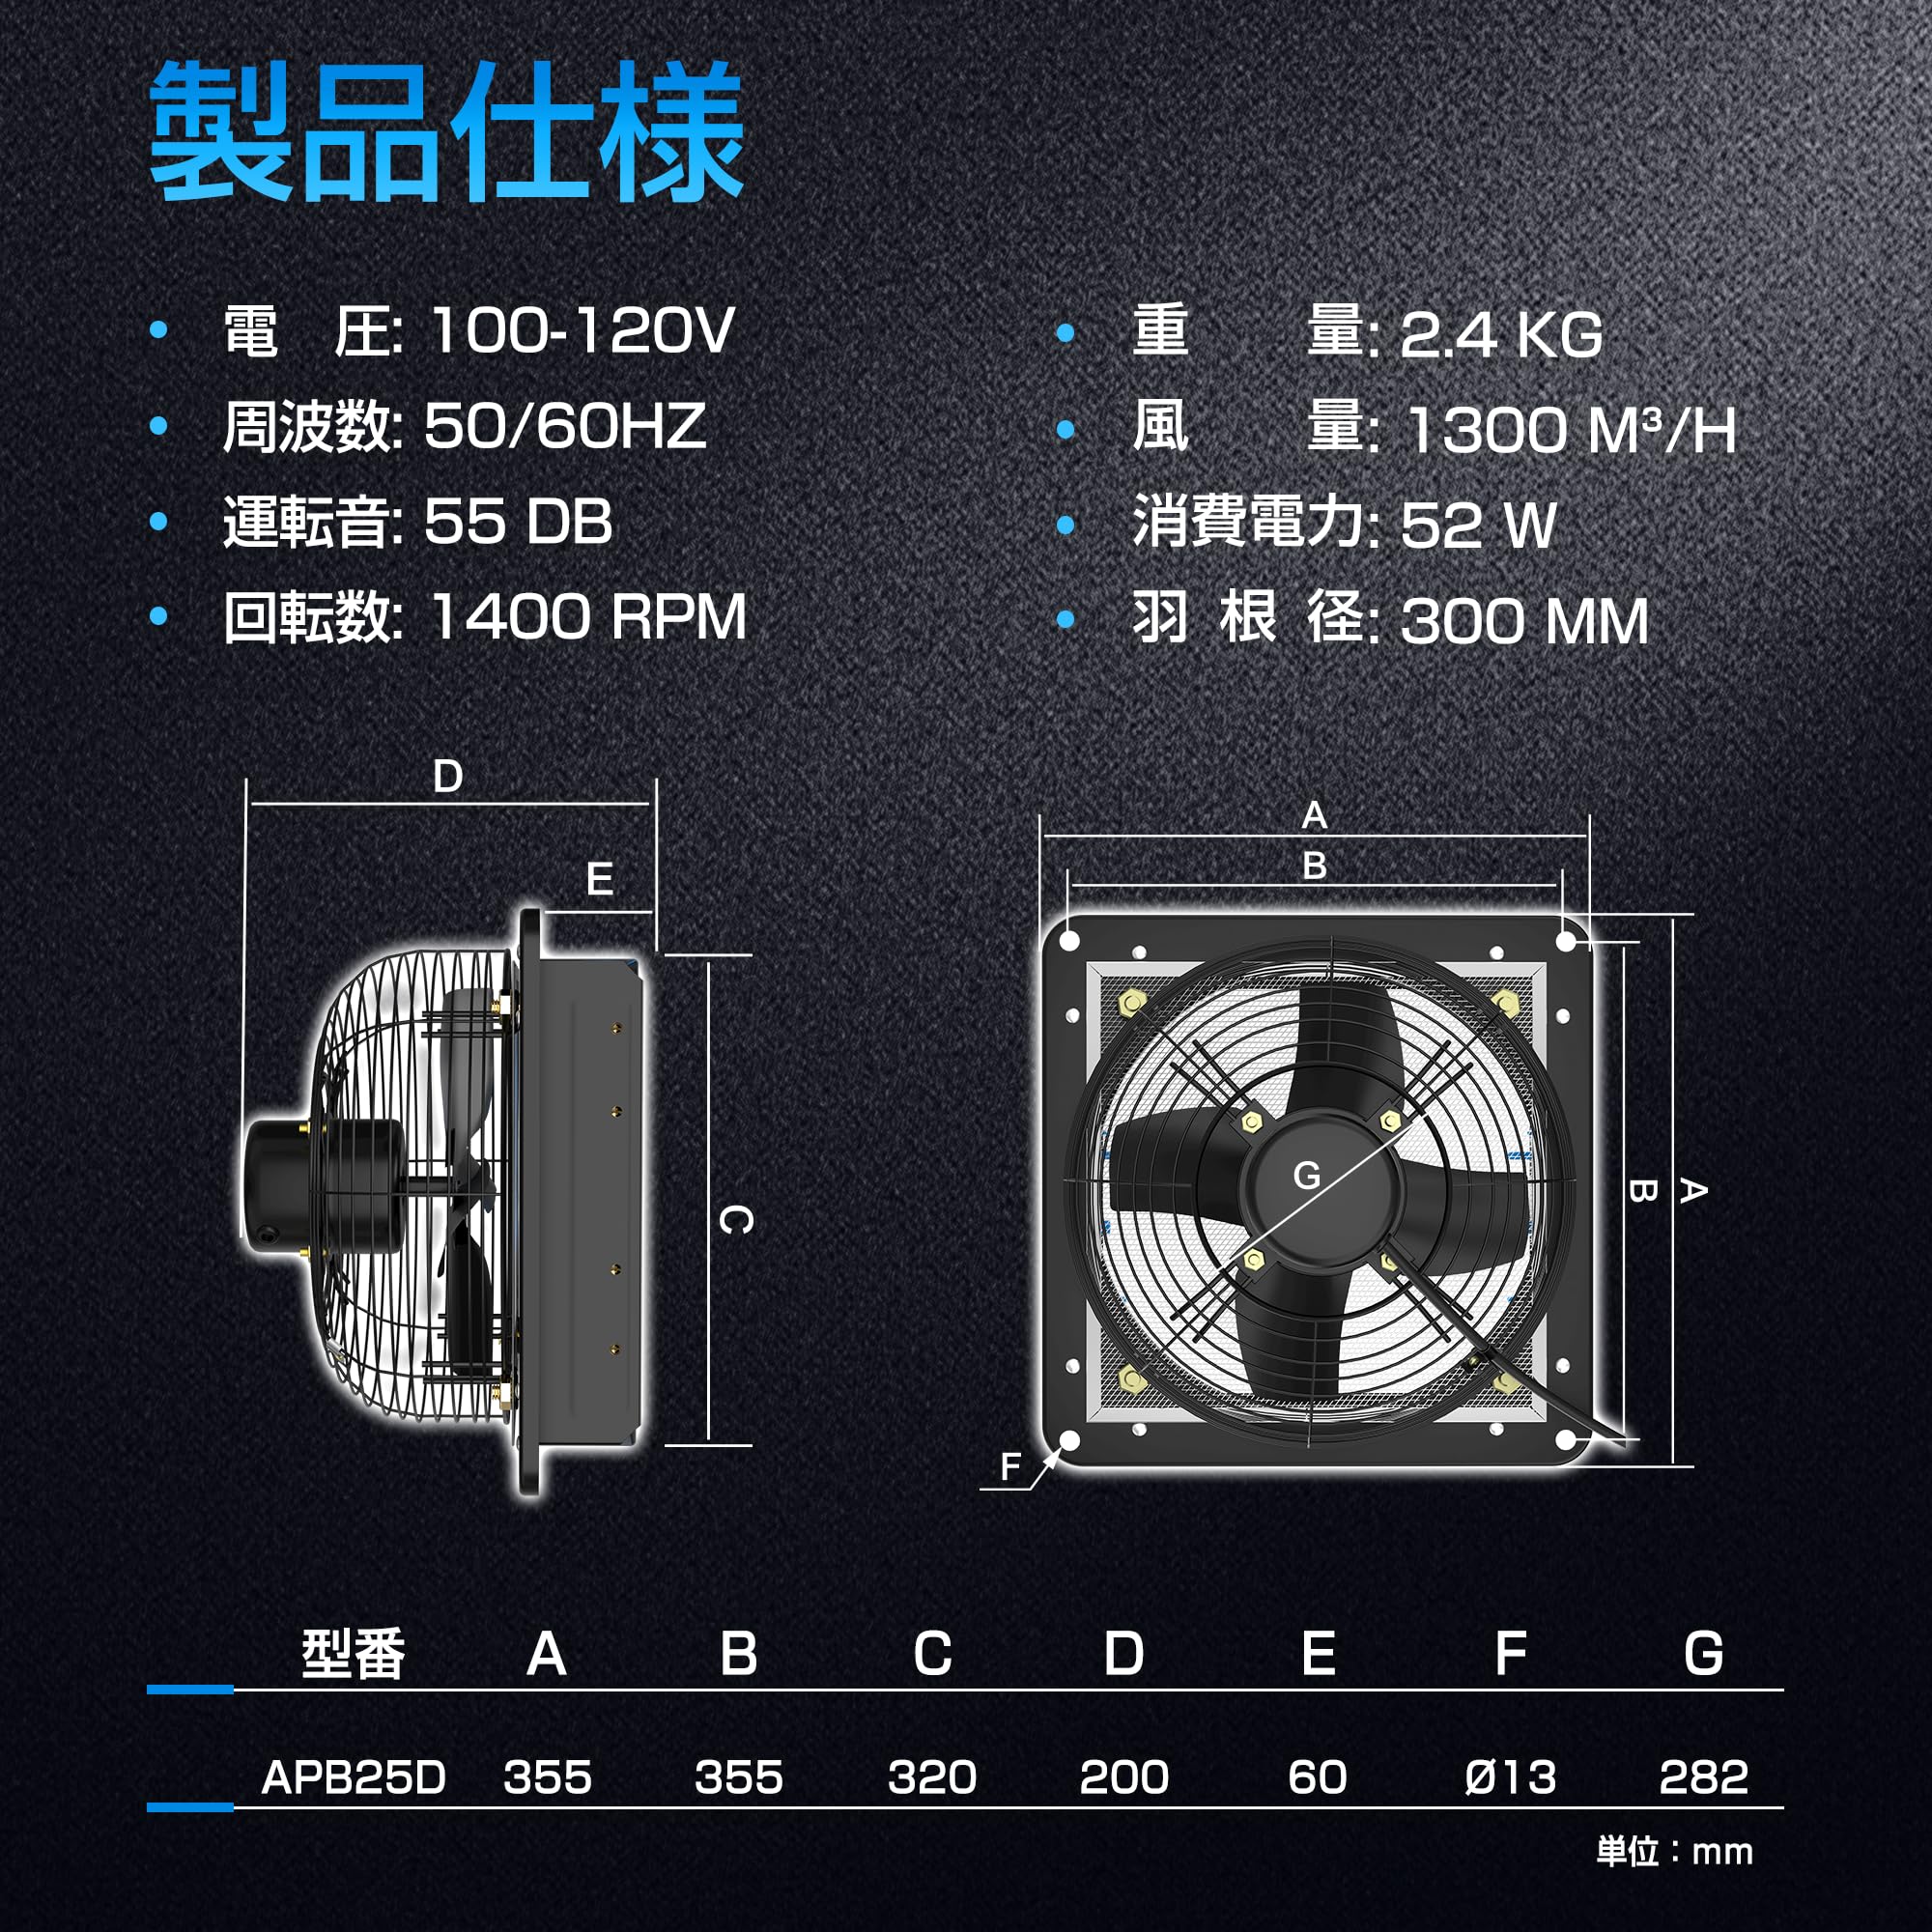 製品仕様
電 圧: 100-120V
周波数: 50/60HZ
運転音: 55 DB
回転数: 1400 RPM
重 量: 2.4 KG
風 量: 1300 M³/H
消費電力: 52 W
羽 根 径: 300 MM
D
E
C
A
B
G
B
A
F
型番 A B C D E F G
APB25D 355 355 320 200 60 Ø13 282
単位：mm